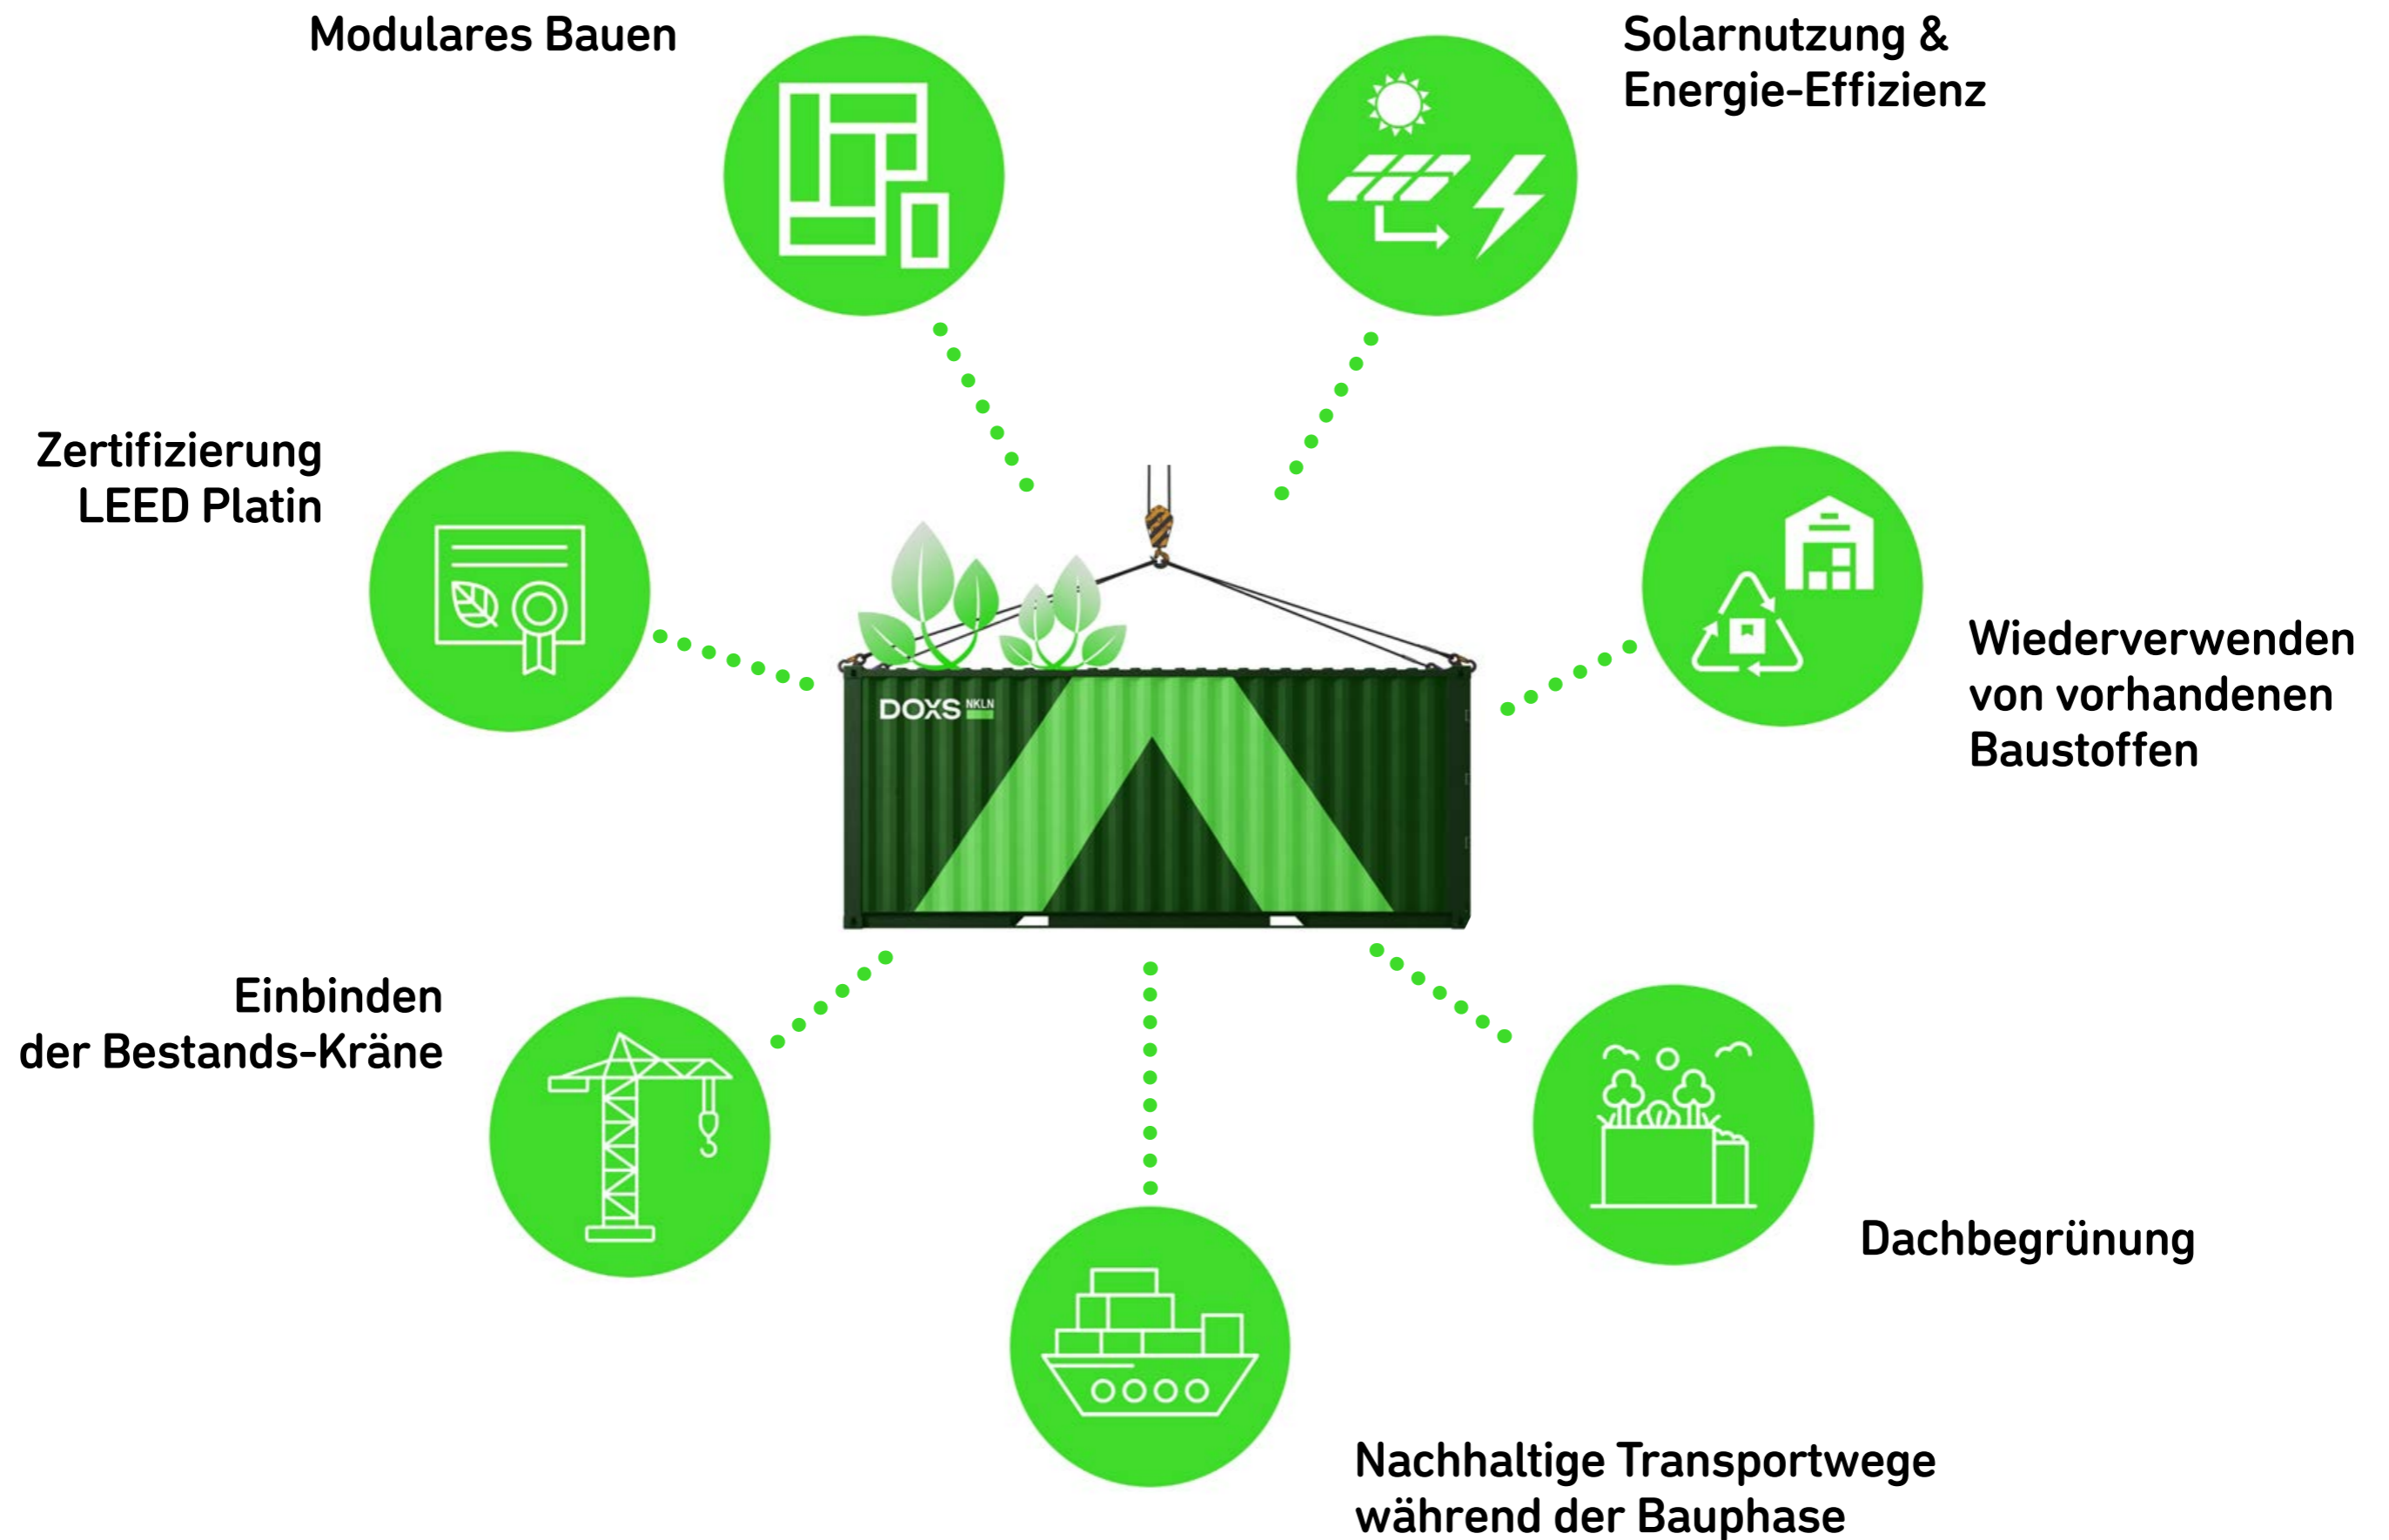 Modulares Bauen
Solarnutzung &
Energie-Effizienz
Zertifizierung
LEED Platin
Wiederverwenden
von vorhandenen
Baustoffen
DOXS NKLN
Einbinden
der Bestands-Kräne
Dachbegrünung
Nachhaltige Transportwege
während der Bauphase